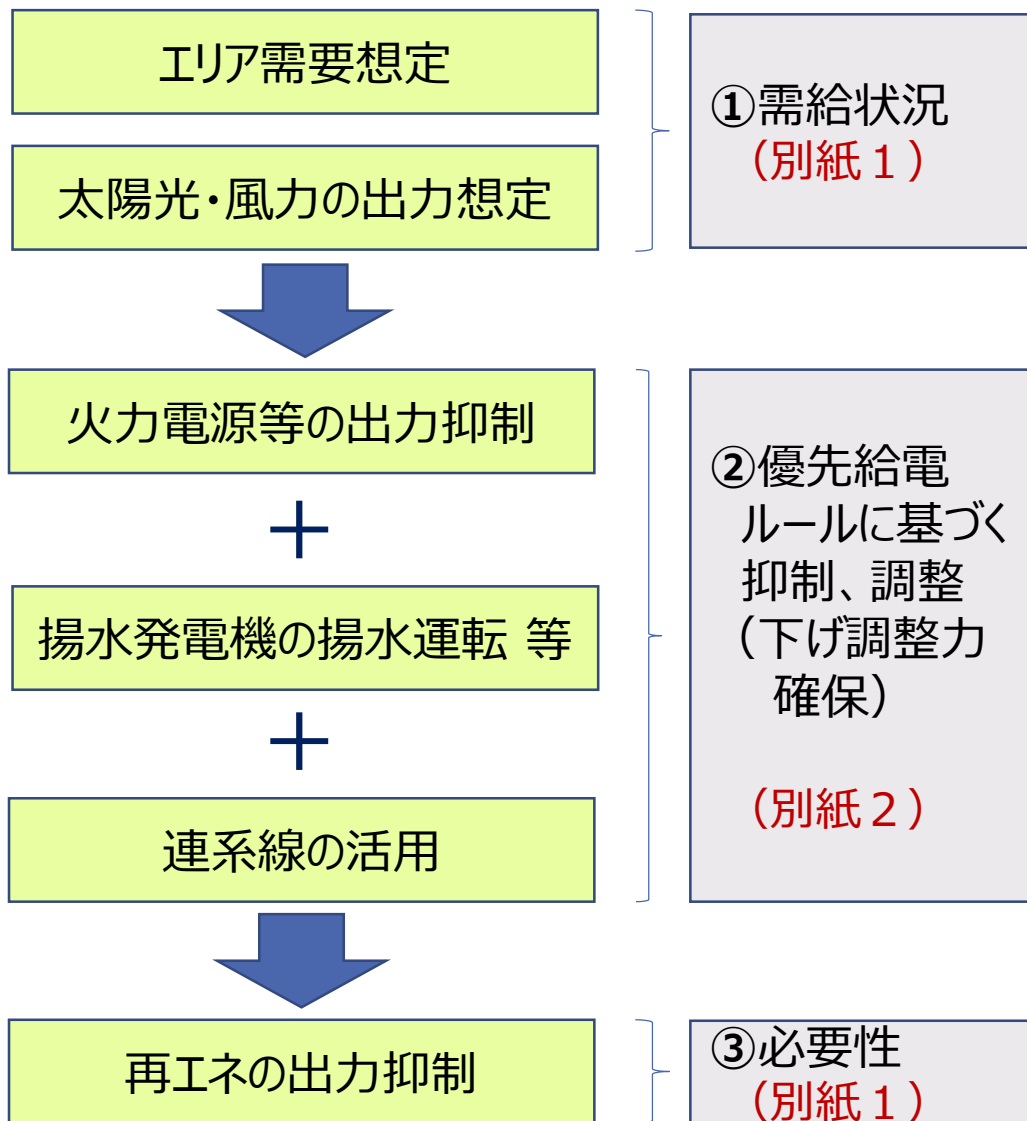 エリア需要想定
太陽光・風力の出力想定
①需給状況
（別紙１）
火力電源等の出力抑制
＋
揚水発電機の揚水運転 等
＋
連系線の活用
②優先給電
ルールに基づく
抑制、調整
（下げ調整力
確保）
（別紙２）
再エネの出力抑制
③必要性
（別紙１）